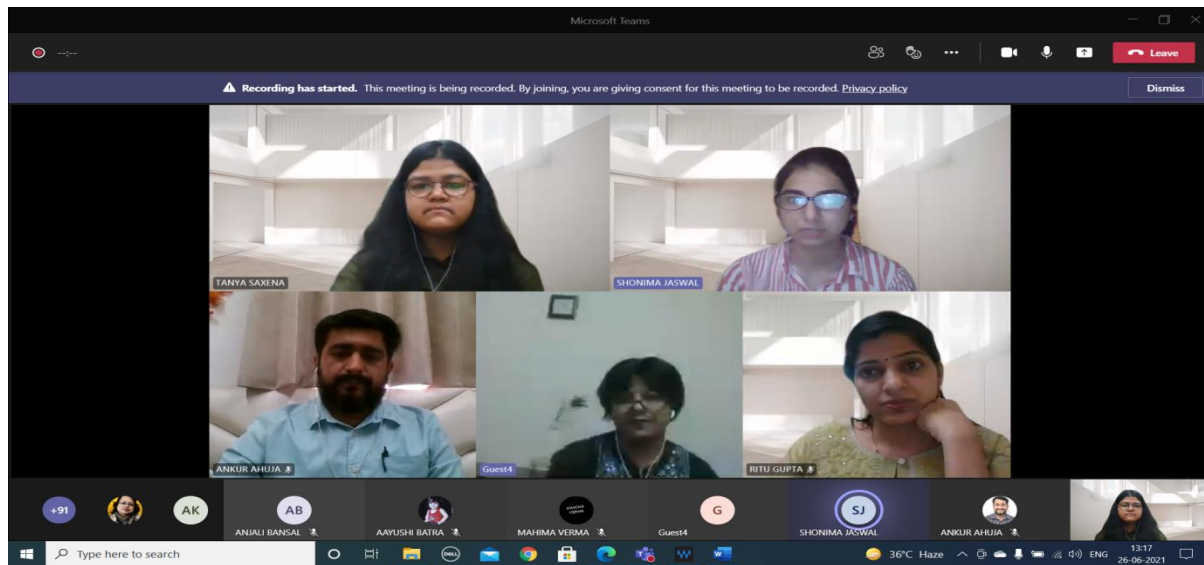 Microsoft Teams
--:--
Leave
Recording has started. This meeting is being recorded. By joining, you are giving consent for this meeting to be recorded. Privacy policy
Dismiss
TANYA SAXENA
SHONIMA JASWAL
ANKUR AHUJA
Guest4
RITU GUPTA
+91
AK
AB
G
SJ
MAHIMA VERMA
ANJALI BANSAL
AAYUSHI BATRA
MAHIMA VERMA
Guest4
SHONIMA JASWAL
ANKUR AHUJA
Type here to search
DELL
W
36°C Haze
ENG
13:17
26-06-2021